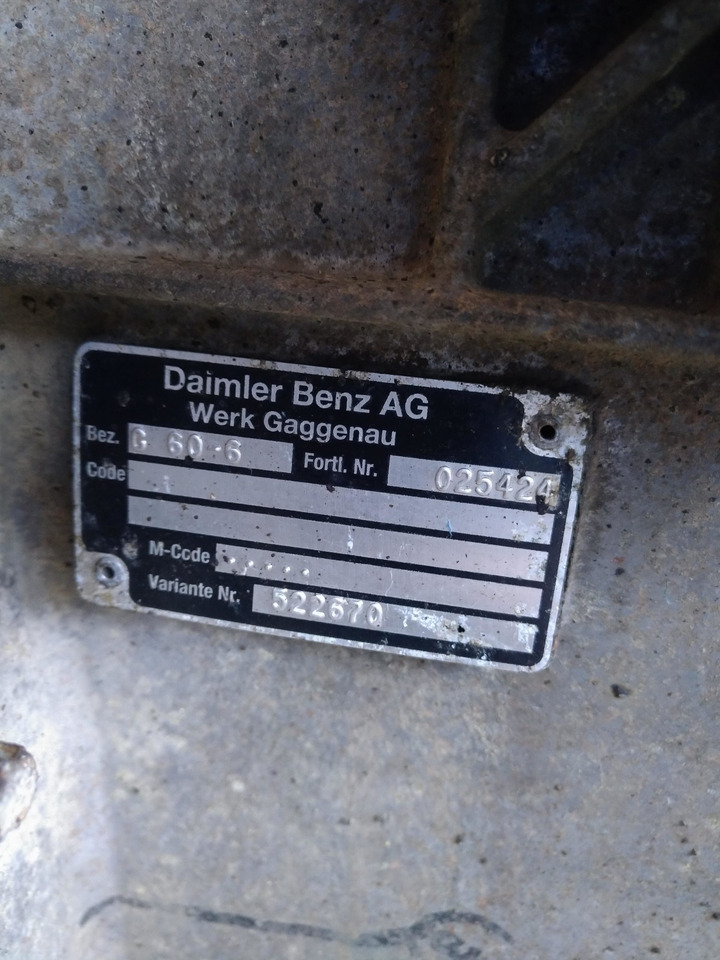 Daimler Benz AG
Werk Gaggenau
Bez. G 60-6 Fortl. Nr. 025424
Code
M-Code .....
Variante Nr. 522670